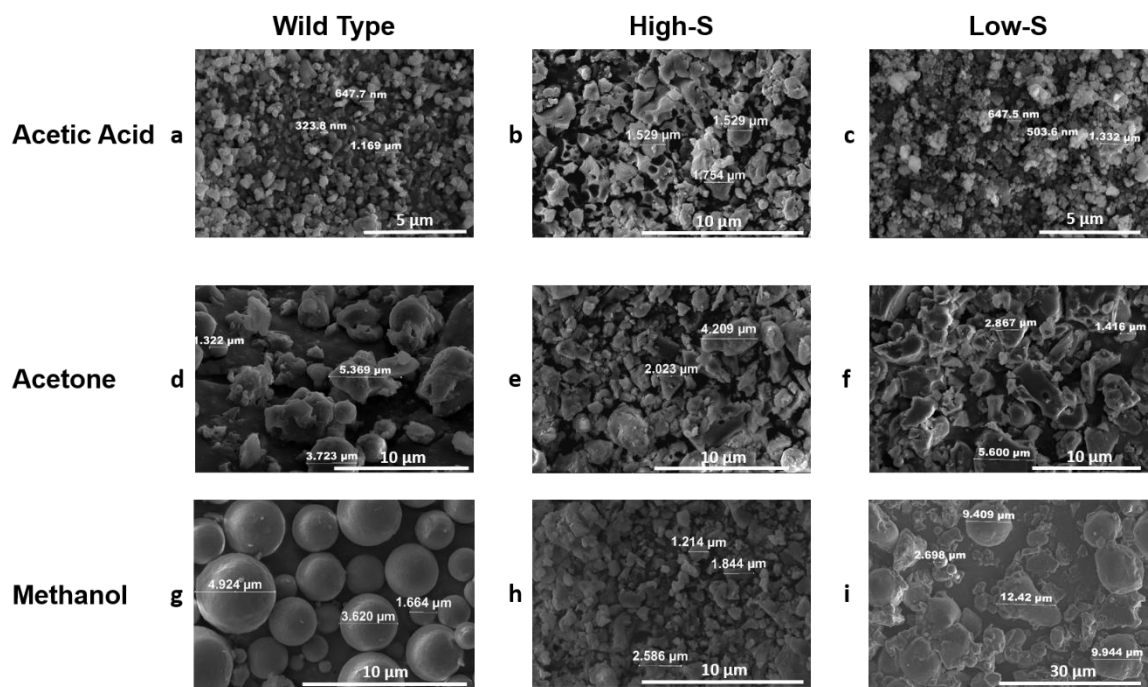 Wild Type High-S Low-S
Acetic Acid a b c
647.7 nm
323.8 nm
1.169 µm
5 µm
1.529 µm
1.529 µm
1.754 µm
10 µm
647.5 nm
503.6 nm
1.332 µm
5 µm
Acetone d e f
1.322 µm
5.369 µm
3.723 µm
10 µm
4.209 µm
2.023 µm
10 µm
2.867 µm
1.416 µm
5.600 µm
10 µm
Methanol g h i
4.924 µm
1.664 µm
3.620 µm
10 µm
1.214 µm
1.844 µm
2.586 µm
10 µm
9.409 µm
2.698 µm
12.42 µm
9.944 µm
30 µm